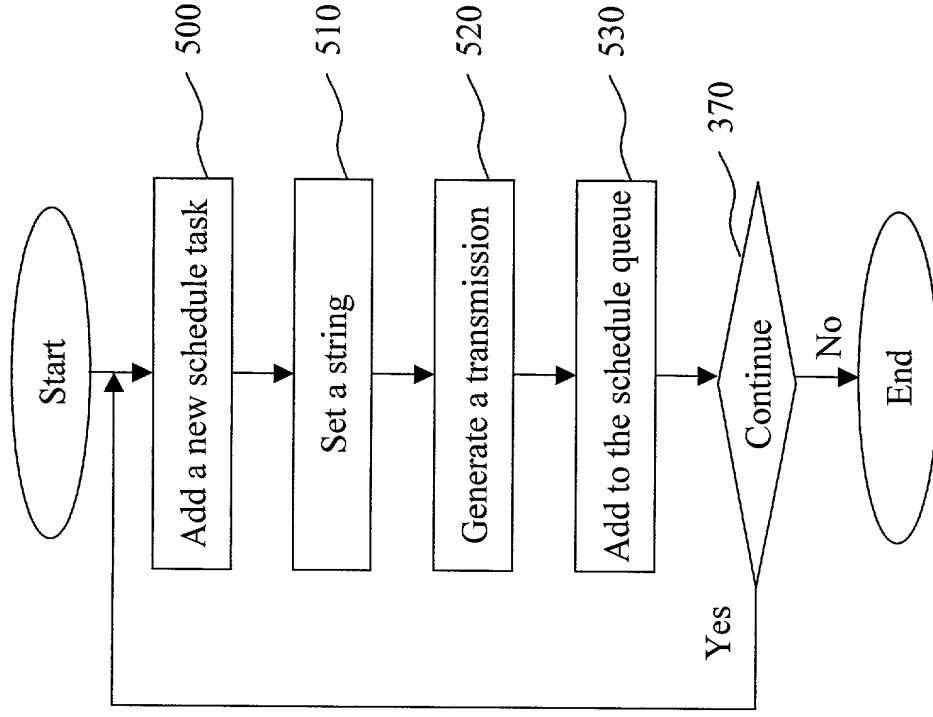 Start
Add a new schedule task
500
Set a string
510
Generate a transmission
520
Add to the schedule queue
530
Continue
370
Yes
No
End